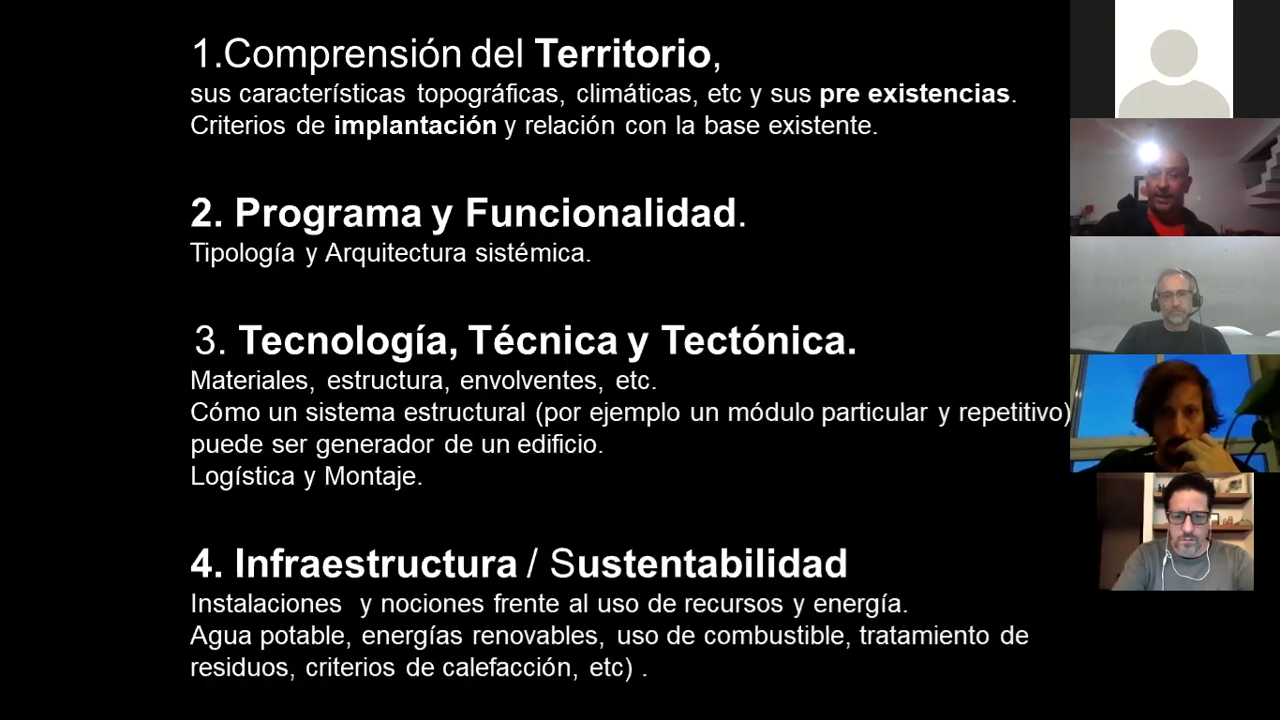 1.Comprensión del Territorio,
sus características topográficas, climáticas, etc y sus pre existencias.
Criterios de implantación y relación con la base existente.
2. Programa y Funcionalidad.
Tipología y Arquitectura sistémica.
3. Tecnología, Técnica y Tectónica.
Materiales, estructura, envolventes, etc.
Cómo un sistema estructural (por ejemplo un módulo particular y repetitivo)
puede ser generador de un edificio.
Logística y Montaje.
4. Infraestructura / Sustentabilidad
Instalaciones y nociones frente al uso de recursos y energía.
Agua potable, energías renovables, uso de combustible, tratamiento de
residuos, criterios de calefacción, etc) .